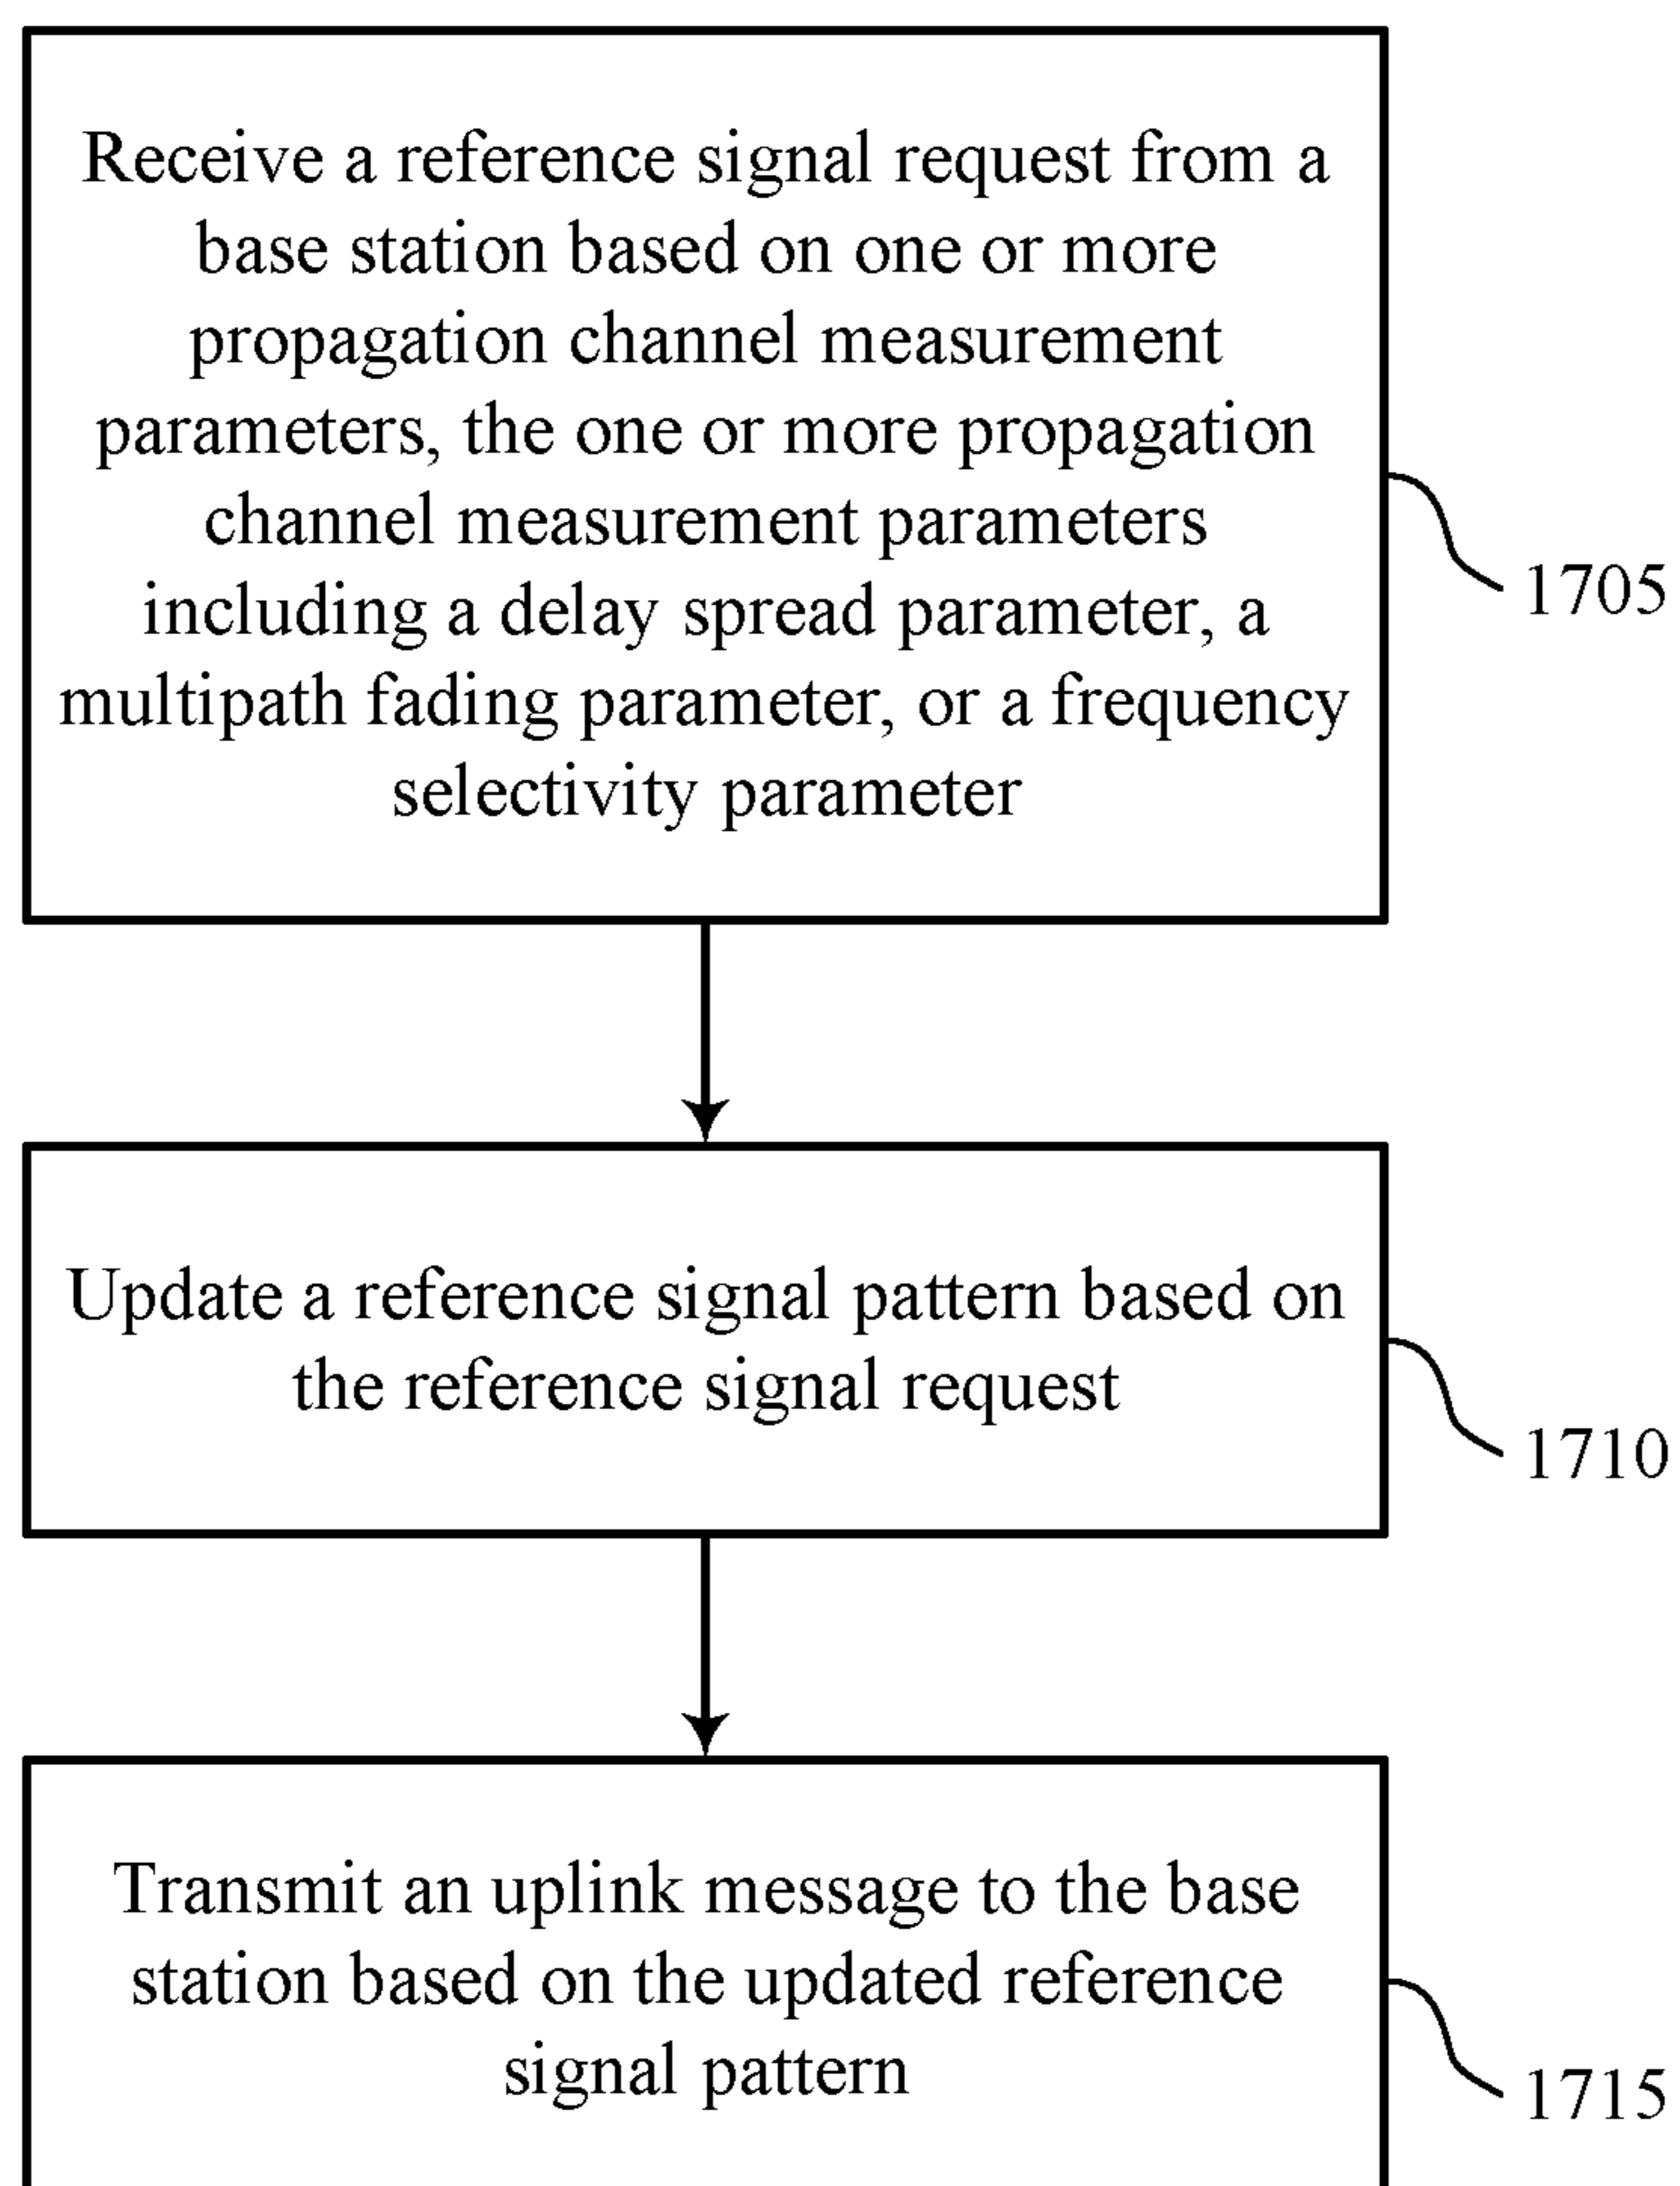 Receive a reference signal request from a
base station based on one or more
propagation channel measurement
parameters, the one or more propagation
channel measurement parameters
including a delay spread parameter, a
multipath fading parameter, or a frequency
selectivity parameter
1705
Update a reference signal pattern based on
the reference signal request
1710
Transmit an uplink message to the base
station based on the updated reference
signal pattern
1715